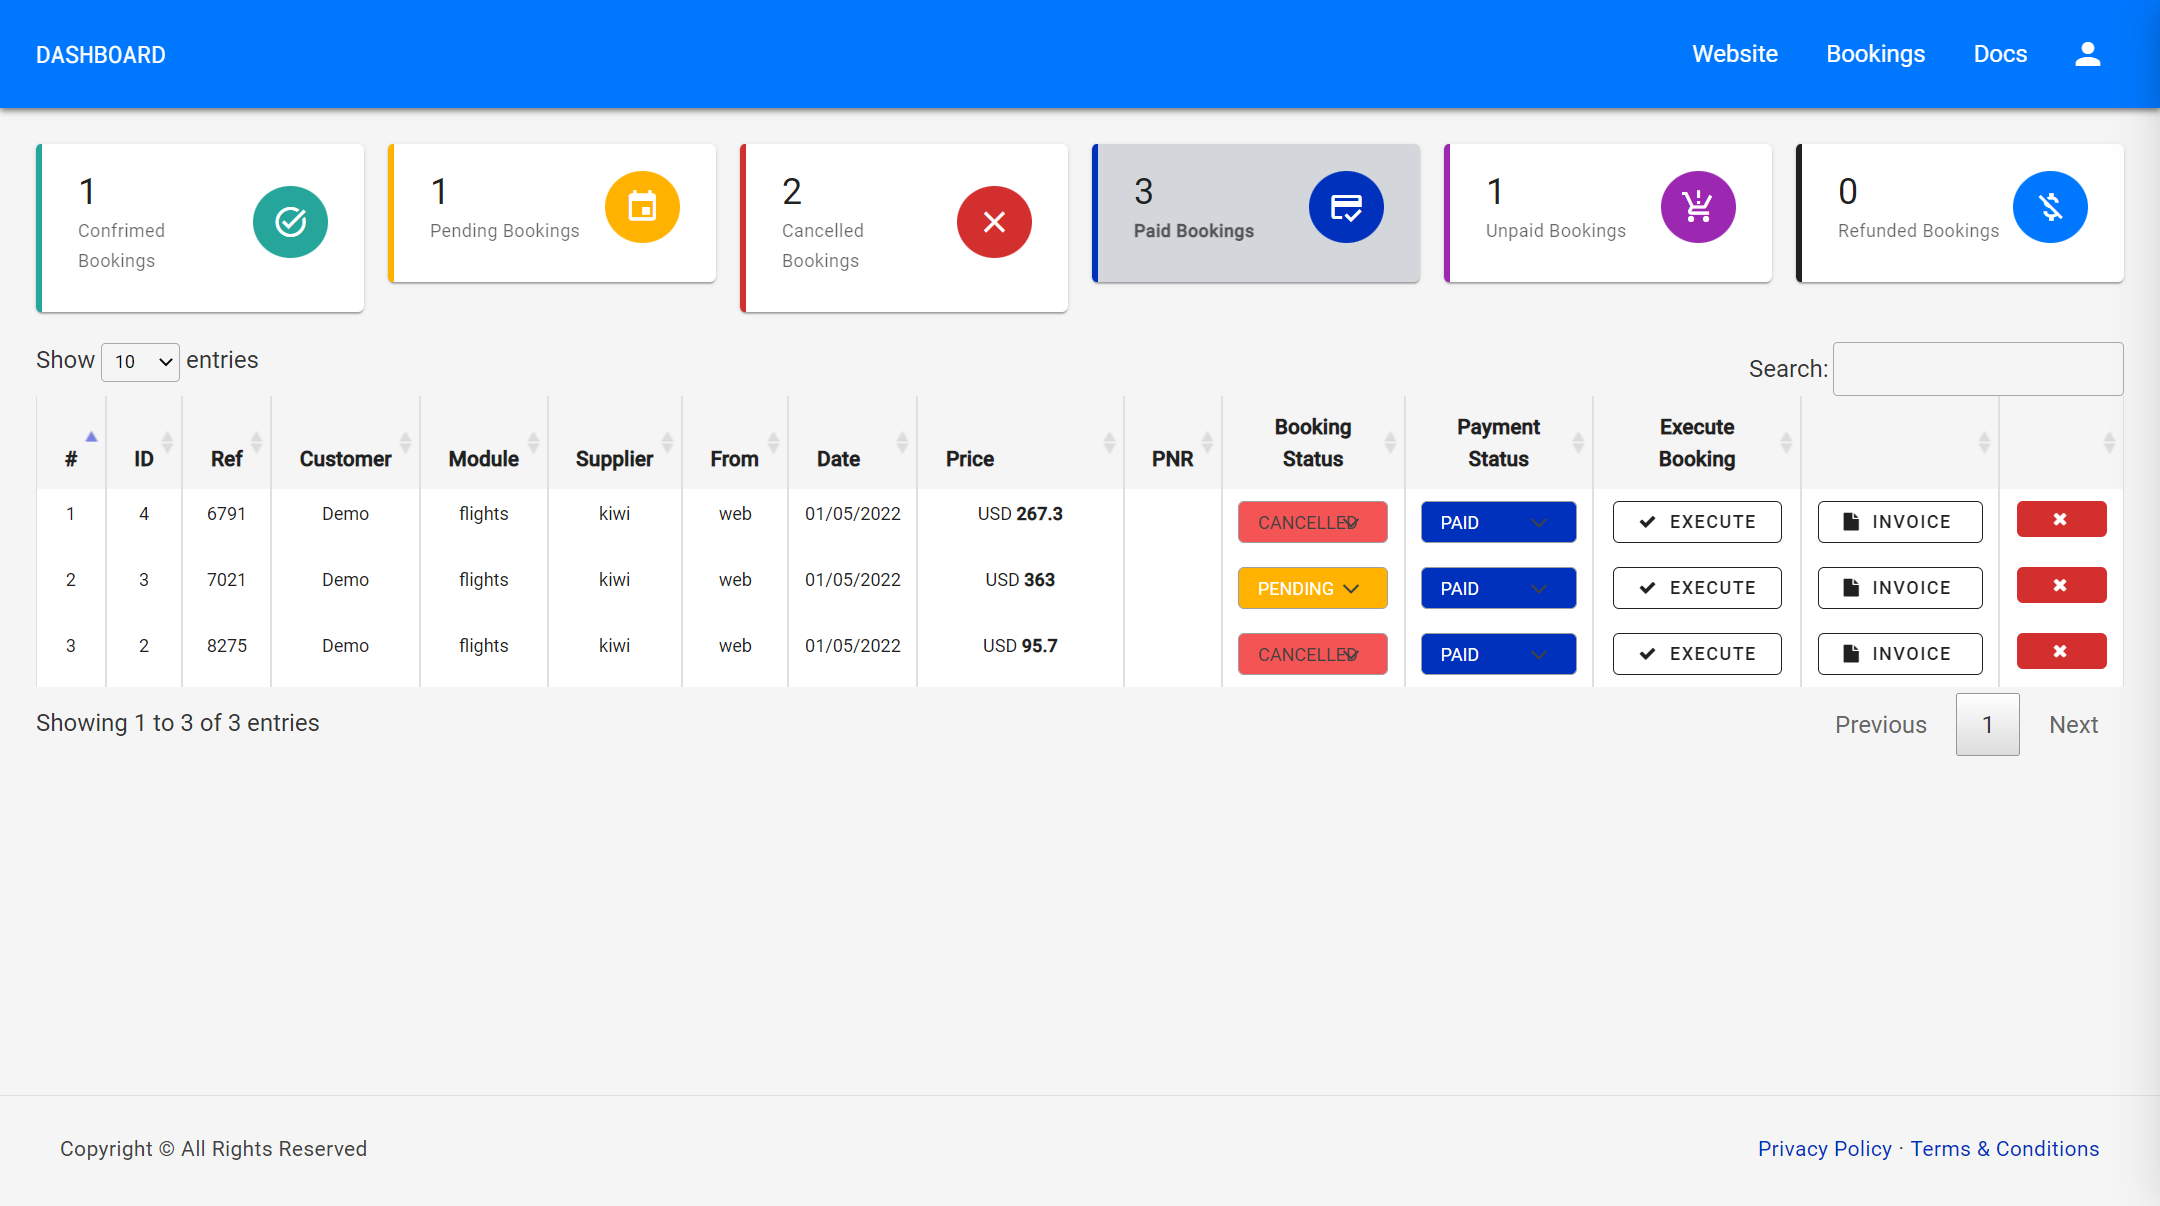 DASHBOARD
Website Bookings Docs
1
Confrimed
Bookings
1
Pending Bookings
2
Cancelled
Bookings
3
Paid Bookings
1
Unpaid Bookings
0
Refunded Bookings
Show 10 entries
Search:
# ID Ref Customer Module Supplier From Date Price PNR Booking Status Payment Status Execute Booking
1 4 6791 Demo flights kiwi web 01/05/2022 USD 267.3 CANCELLED PAID EXECUTE INVOICE
2 3 7021 Demo flights kiwi web 01/05/2022 USD 363 PENDING PAID EXECUTE INVOICE
3 2 8275 Demo flights kiwi web 01/05/2022 USD 95.7 CANCELLED PAID EXECUTE INVOICE
Showing 1 to 3 of 3 entries
Previous 1 Next
Copyright © All Rights Reserved
Privacy Policy · Terms & Conditions